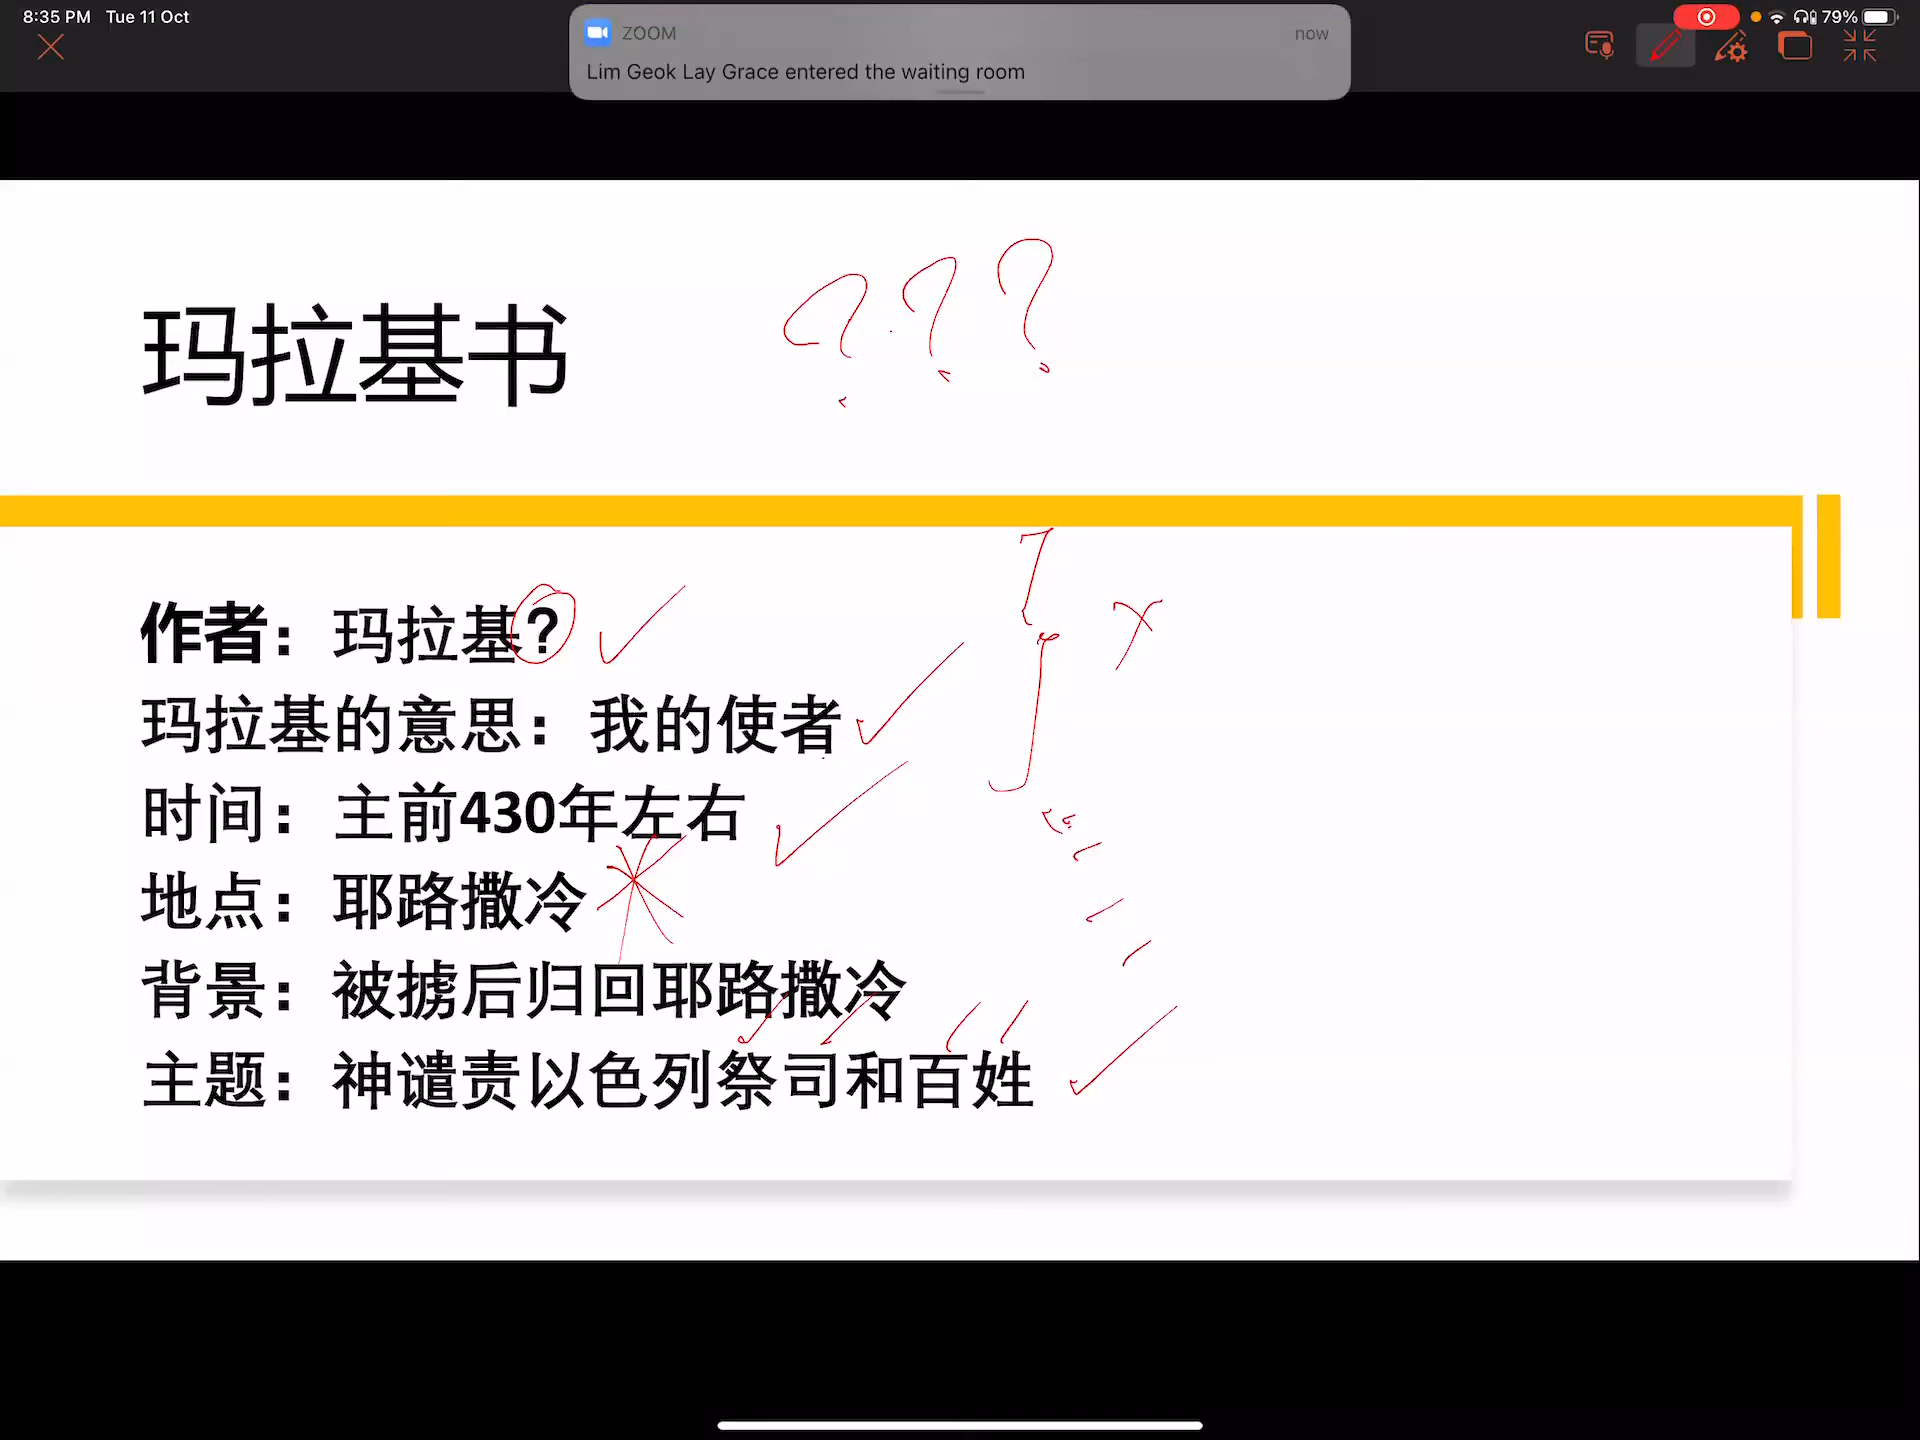 8:35 PM Tue 11 Oct
79%
ZOOM
now
Lim Geok Lay Grace entered the waiting room
玛拉基书
? ? ?
作者：玛拉基?
玛拉基的意思：我的使者
时间：主前430年左右
地点：耶路撒冷
背景：被掳后归回耶路撒冷
主题：神谴责以色列祭司和百姓